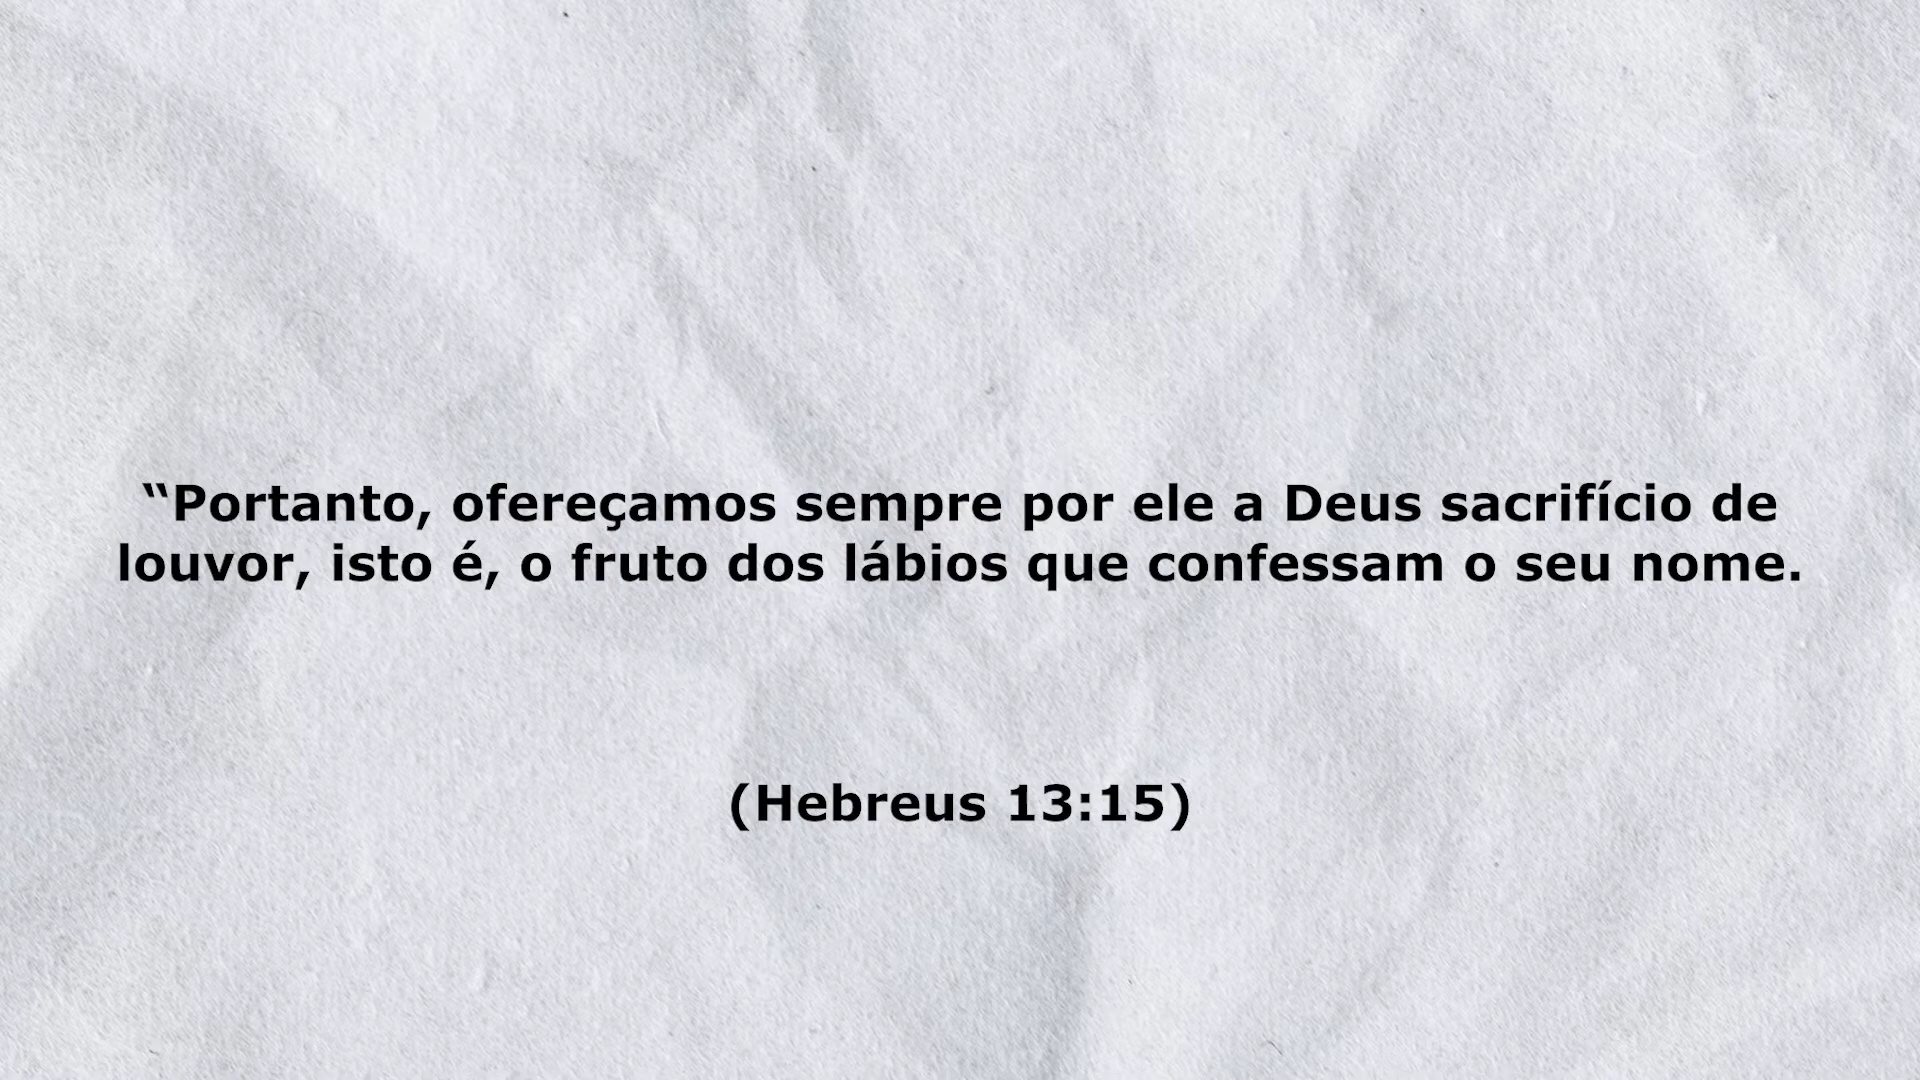 “Portanto, ofereçamos sempre por ele a Deus sacrifício de
louvor, isto é, o fruto dos lábios que confessam o seu nome.
(Hebreus 13:15)